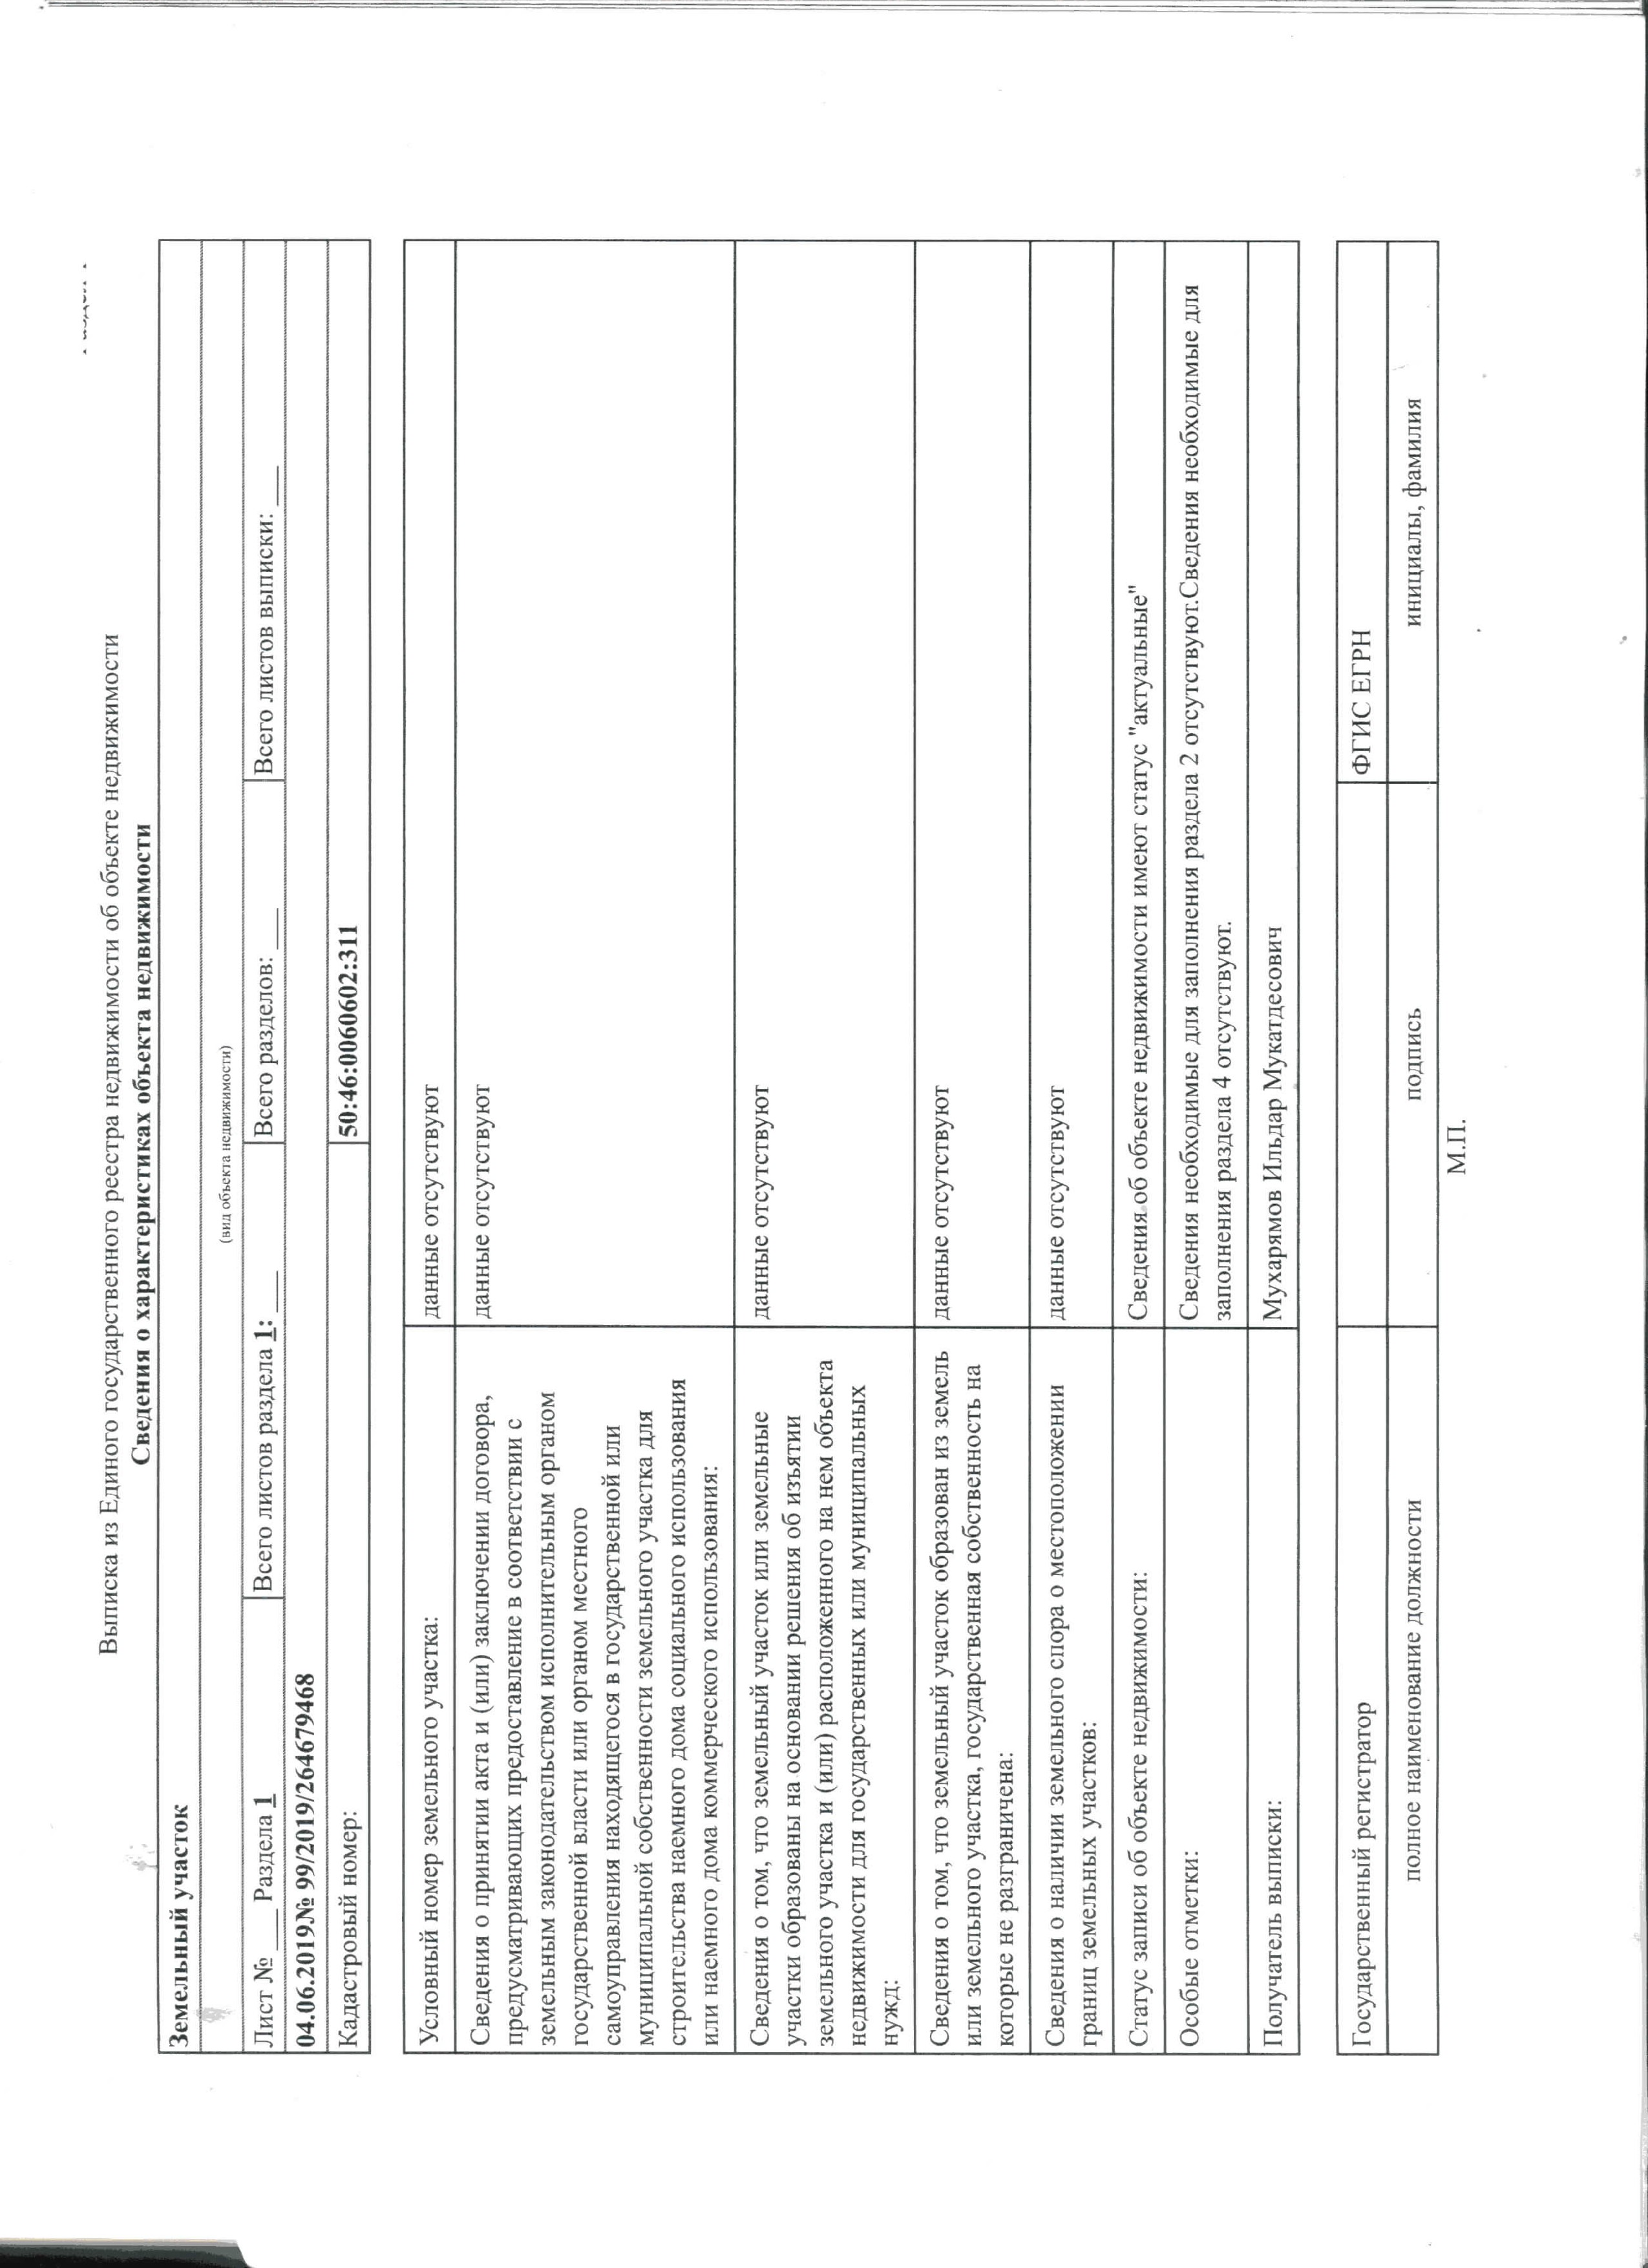 Выписка из Единого государственного реестра недвижимости об объекте недвижимости
Сведения о характеристиках объекта недвижимости
Земельный участок
(вид объекта недвижимости)
Лист № ___ Раздела 1 Всего листов раздела 1: ___ Всего разделов: ___ Всего листов выписки: ___
04.06.2019№ 99/2019/264679468
Кадастровый номер: 50:46:0060602:311
Условный номер земельного участка: данные отсутствуют
Сведения о принятии акта и (или) заключении договора, данные отсутствуют
предусматривающих предоставление в соответствии с
земельным законодательством исполнительным органом
государственной власти или органом местного
самоуправления находящегося в государственной или
муниципальной собственности земельного участка для
строительства наемного дома социального использования
или наемного дома коммерческого использования:
Сведения о том, что земельный участок или земельные данные отсутствуют
участки образованы на основании решения об изъятии
земельного участка и (или) расположенного на нем объекта
недвижимости для государственных или муниципальных
нужд:
Сведения о том, что земельный участок образован из земель данные отсутствуют
или земельного участка, государственная собственность на
которые не разграничена:
Сведения о наличии земельного спора о местоположении данные отсутствуют
границ земельных участков:
Статус записи об объекте недвижимости: Сведения об объекте недвижимости имеют статус "актуальные"
Особые отметки: Сведения необходимые для заполнения раздела 2 отсутствуют.Сведения необходимые для
заполнения раздела 4 отсутствуют.
Получатель выписки: Мухарямов Ильдар Мукатдесович
Государственный регистратор ФГИС ЕГРН
полное наименование должности подпись инициалы, фамилия
М.П.